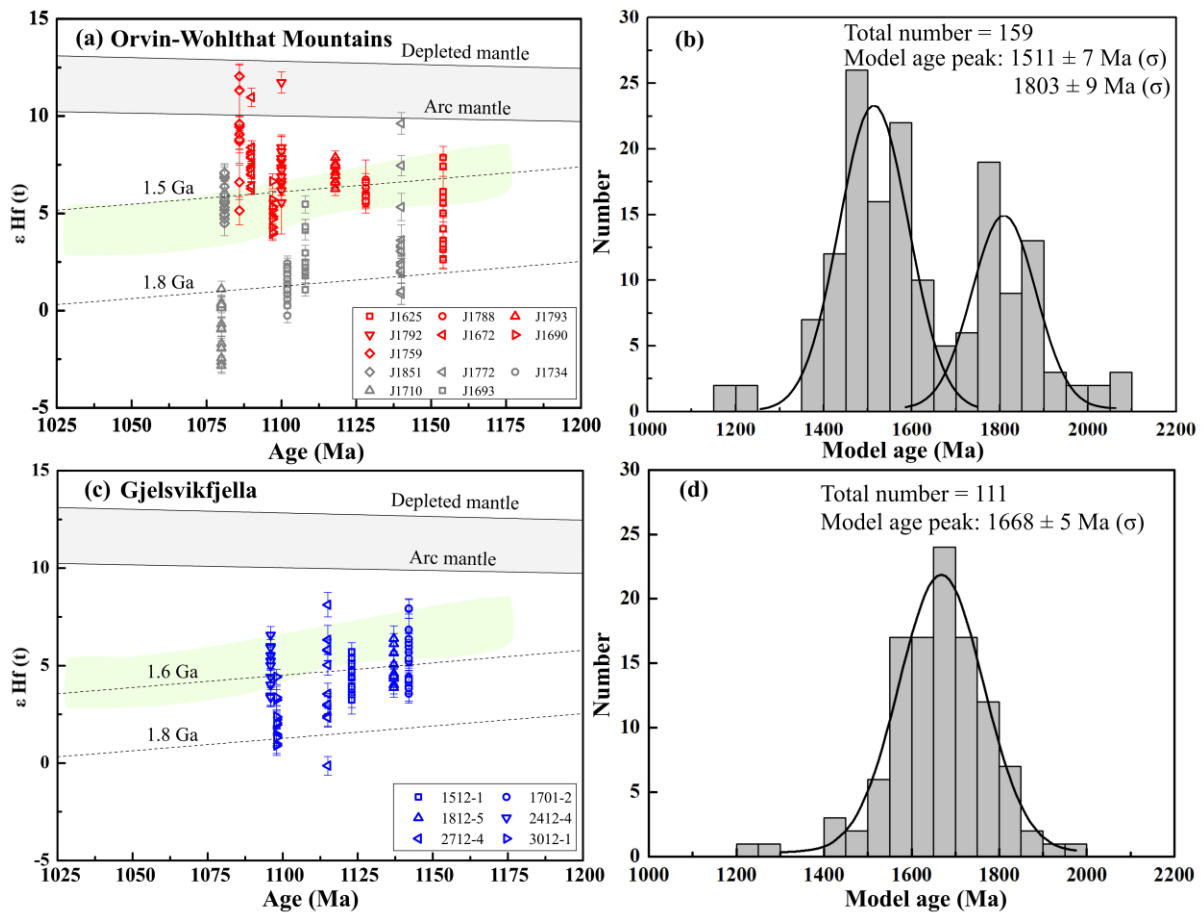 (a) Orvin-Wohlthat Mountains
Depleted mantle
Arc mantle
1.5 Ga
1.8 Ga
J1625 J1788 J1793
J1792 J1672 J1690
J1759
J1851 J1772 J1734
J1710 J1693
15
10
5
0
-5
ε Hf (t)
1025 1050 1075 1100 1125 1150 1175 1200
Age (Ma)
(b)
Total number = 159
Model age peak: 1511 ± 7 Ma (σ)
1803 ± 9 Ma (σ)
30
25
20
15
10
5
0
Number
1000 1200 1400 1600 1800 2000 2200
Model age (Ma)
(c) Gjelsvikfjella
Depleted mantle
Arc mantle
1.6 Ga
1.8 Ga
1512-1 1701-2
1812-5 2412-4
2712-4 3012-1
15
10
5
0
-5
ε Hf (t)
1025 1050 1075 1100 1125 1150 1175 1200
Age (Ma)
(d)
Total number = 111
Model age peak: 1668 ± 5 Ma (σ)
30
25
20
15
10
5
0
Number
1000 1200 1400 1600 1800 2000 2200
Model age (Ma)